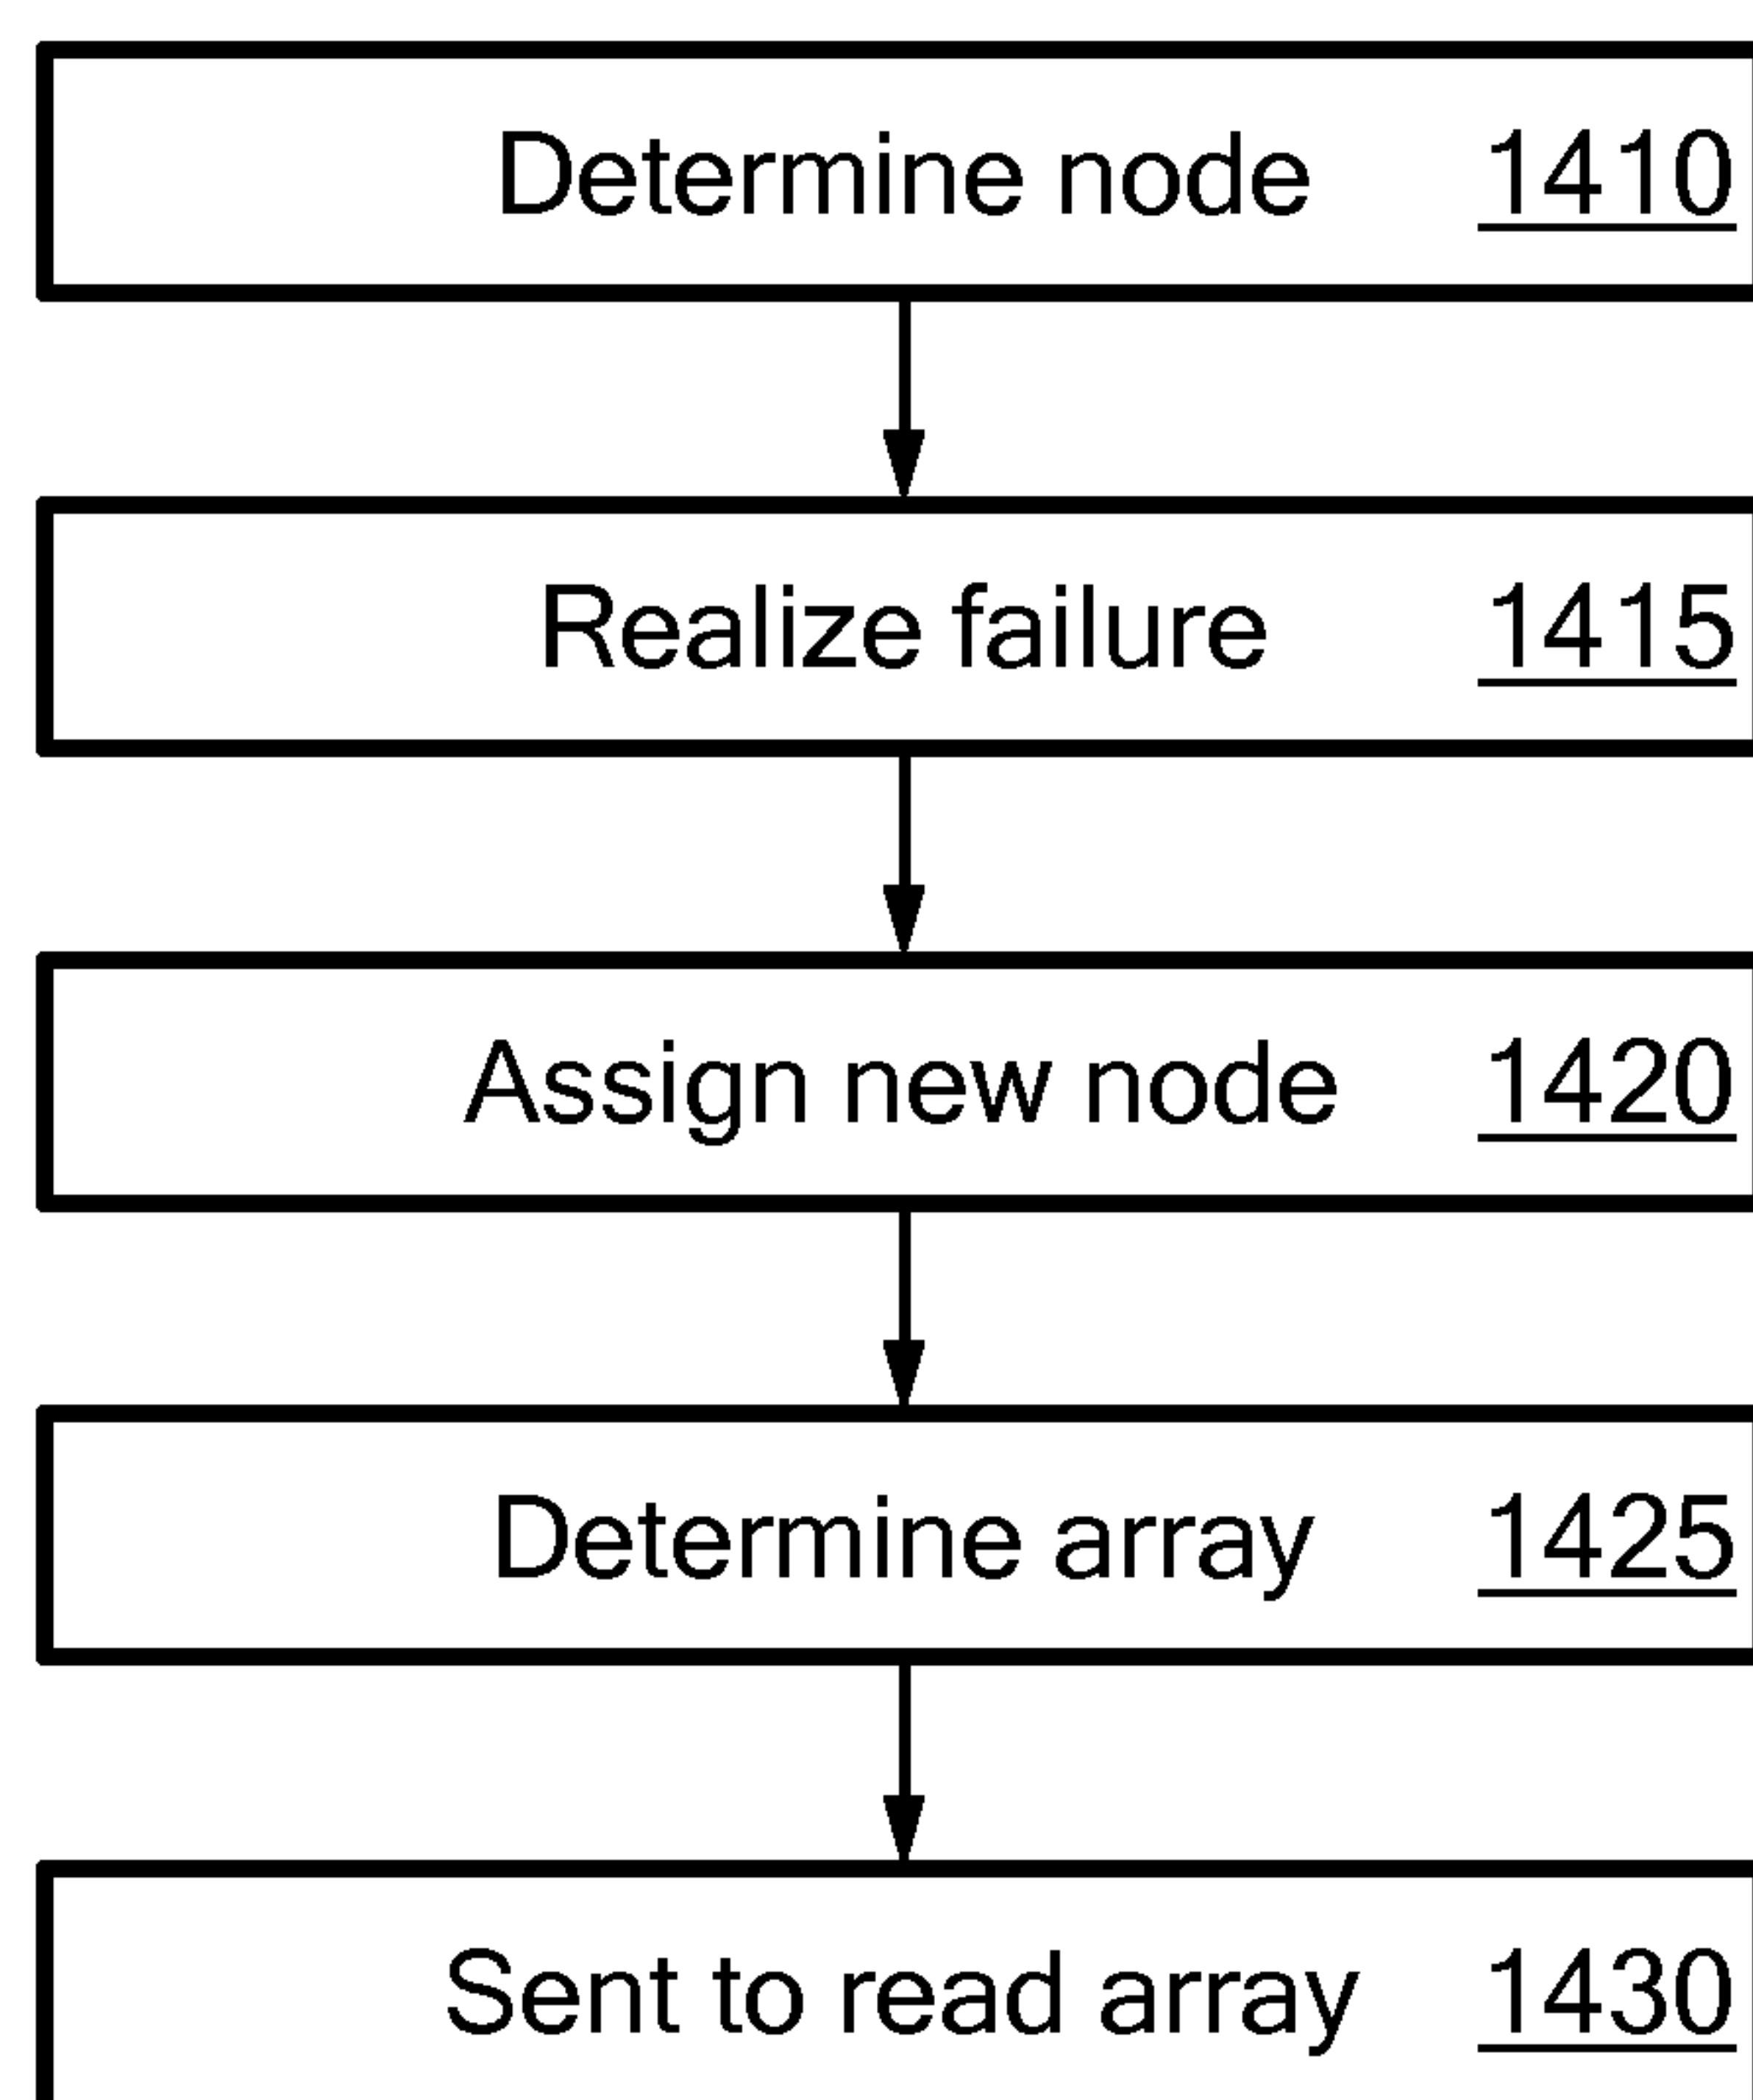 Determine node 1410
Realize failure 1415
Assign new node 1420
Determine array 1425
Sent to read array 1430